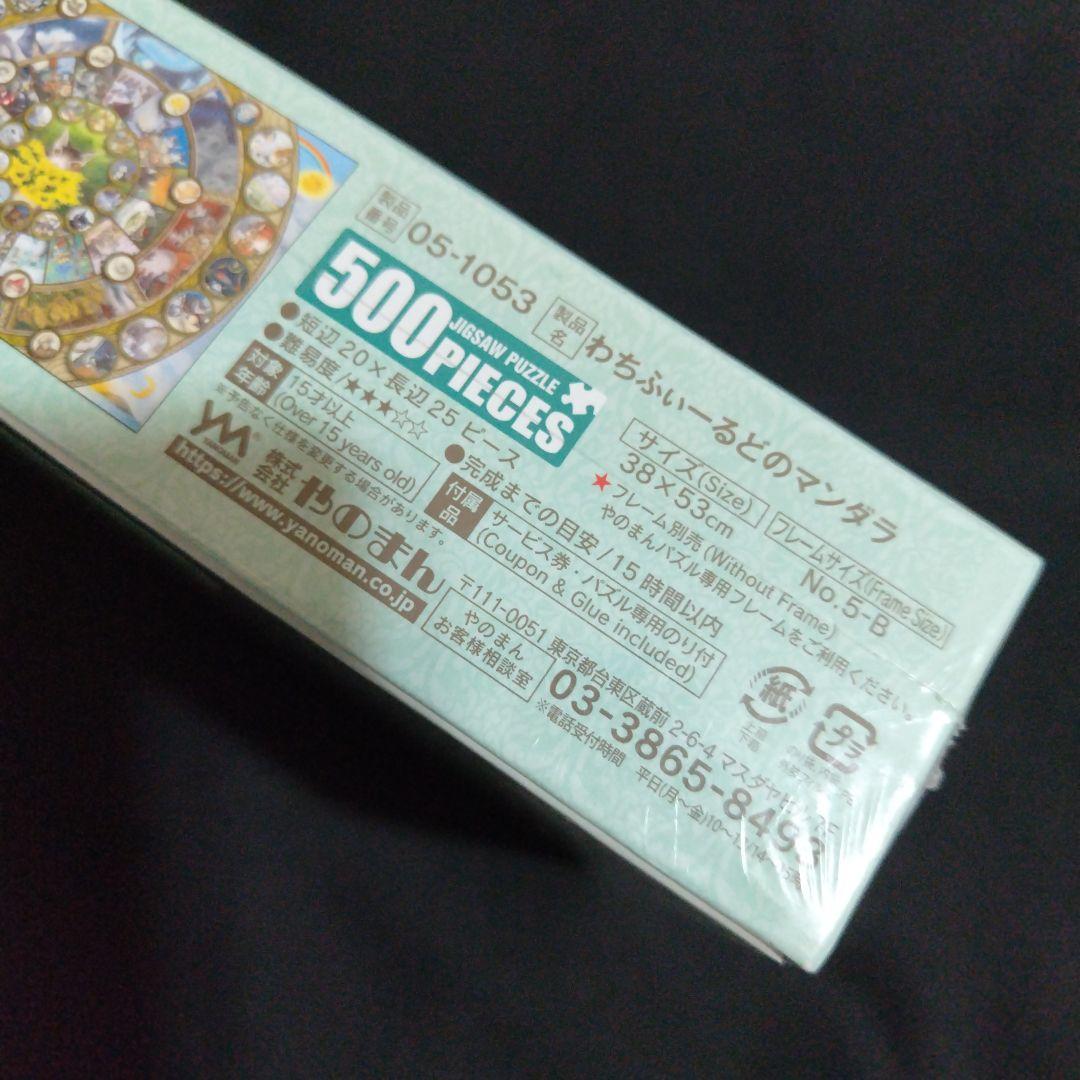 製品番号 05-1053 製品名 わちふぃーるどのマンダラ
500 JIGSAW PUZZLE PIECES
サイズ(Size) フレームサイズ(Frame Size)
38×53cm No.5-B
●短辺20×長辺25ピース
★フレーム別売(Without Frame)
やのまんパズル専用フレームをご利用ください。
●難易度/★★★☆☆ ●完成までの目安/15時間以内
対象年齢 15才以上
(Over 15 years old)
付属品 サービス券・パズル専用のり付
(Coupon & Glue included)
※予告なく仕様を変更する場合があります。
YM® YANOMAN 株式会社 やのまん
https://www.yanoman.co.jp
〒111-0051 東京都台東区蔵前 2-6-4 マスダヤ
やのまん
お客様相談室
03-3865-8493
※電話受付時間 平日(月～金)10～
紙
プラ